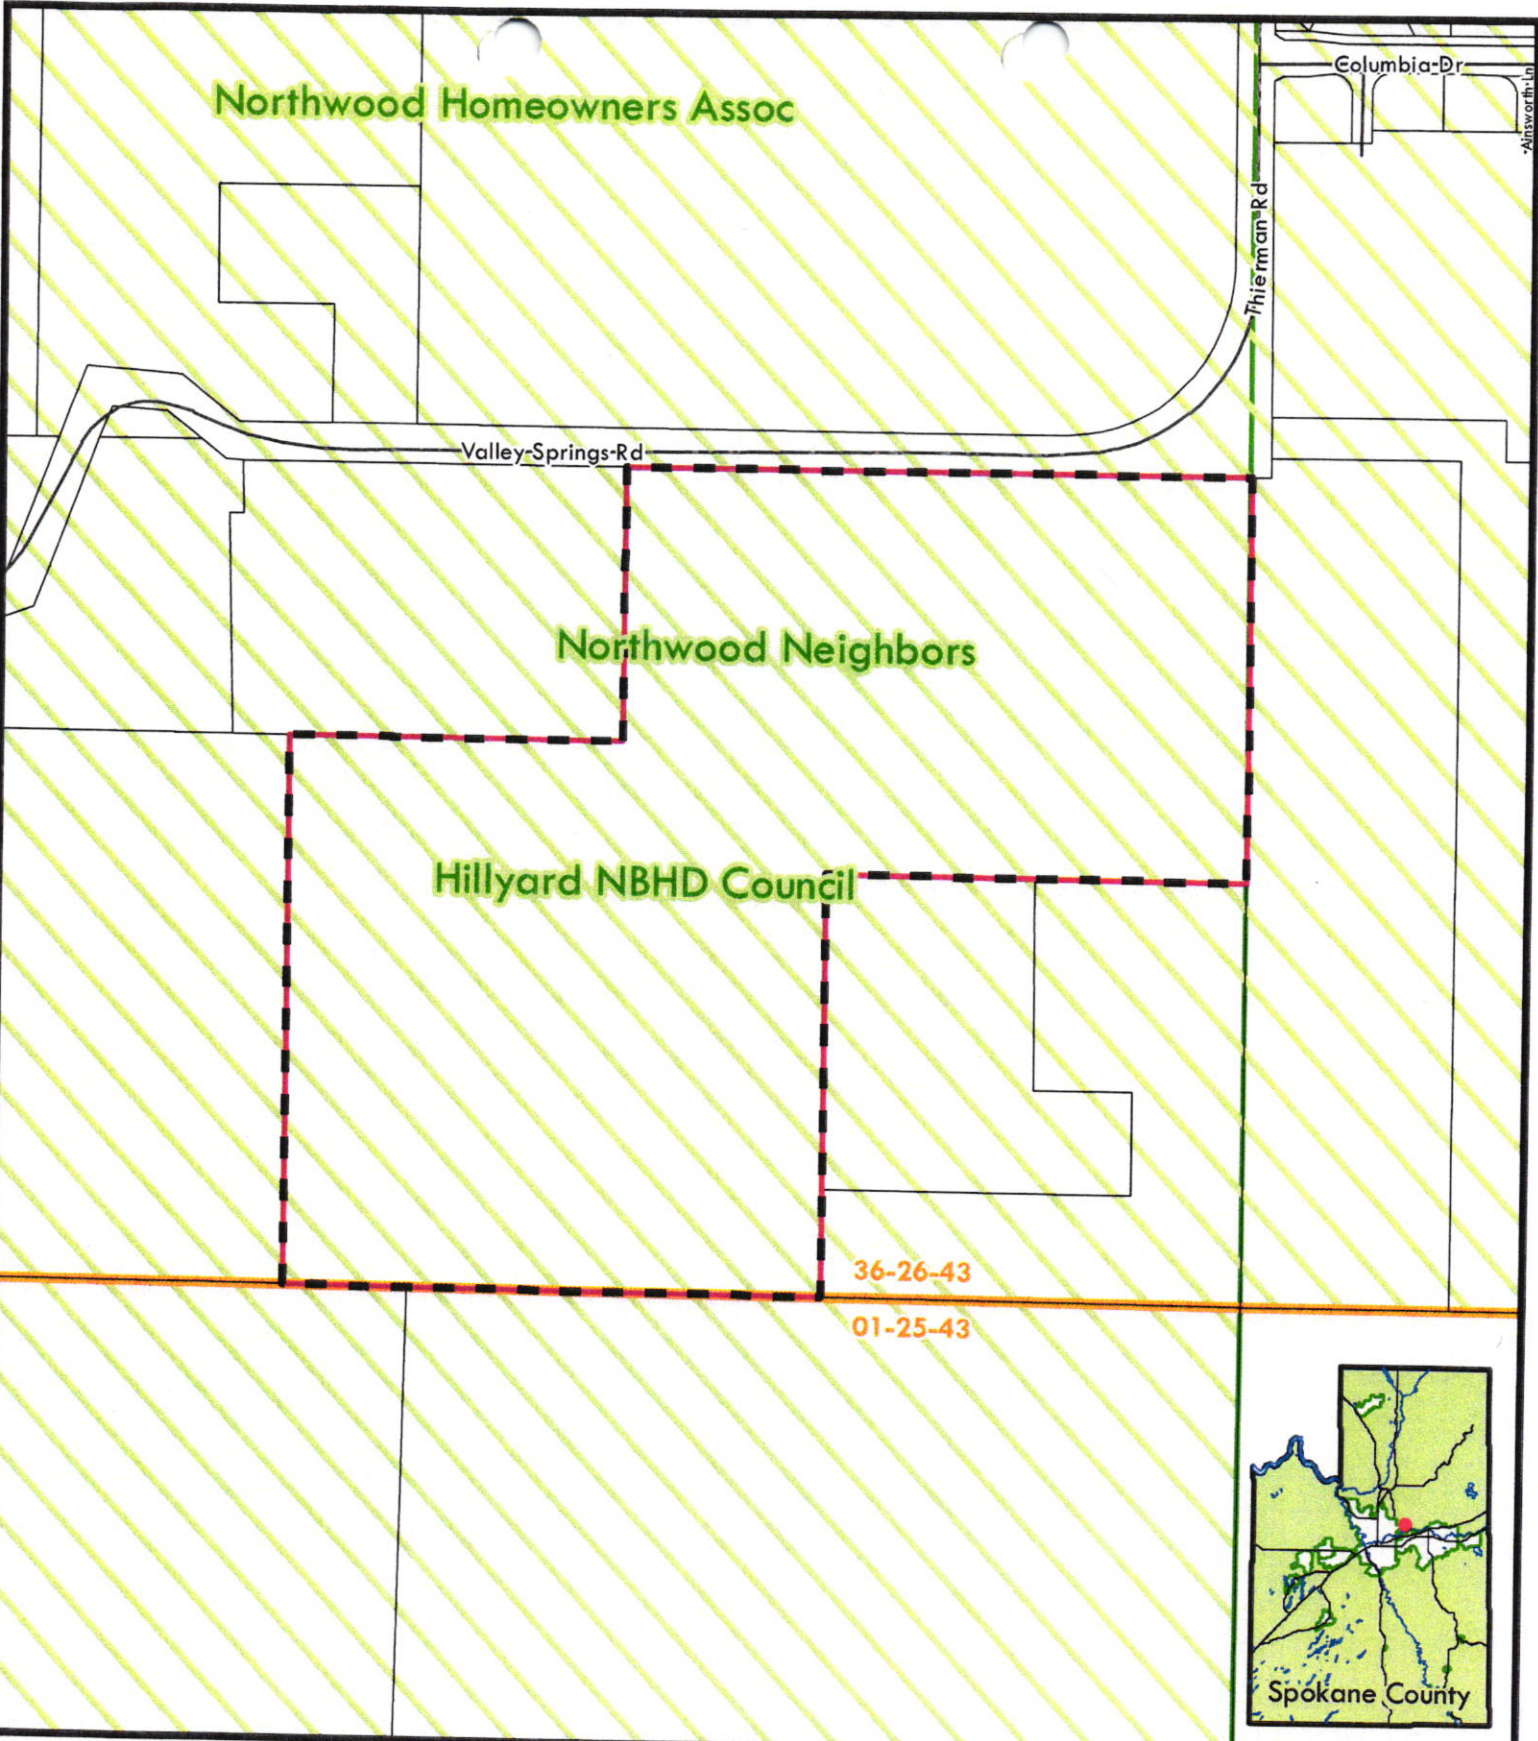 Columbia-Dr
Ainsworth-Ln
Northwood Homeowners Assoc
Thierman-Rd
Valley-Springs-Rd
Northwood Neighbors
Hillyard NBHD Council
36-26-43
01-25-43
Spokane County